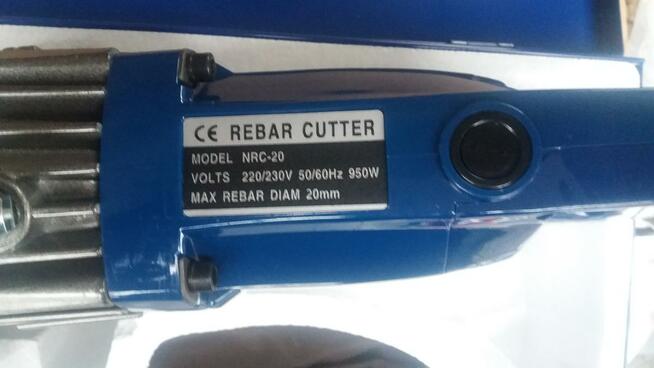 CE REBAR CUTTER
MODEL NRC-20
VOLTS 220/230V 50/60Hz 950W
MAX REBAR DIAM 20mm